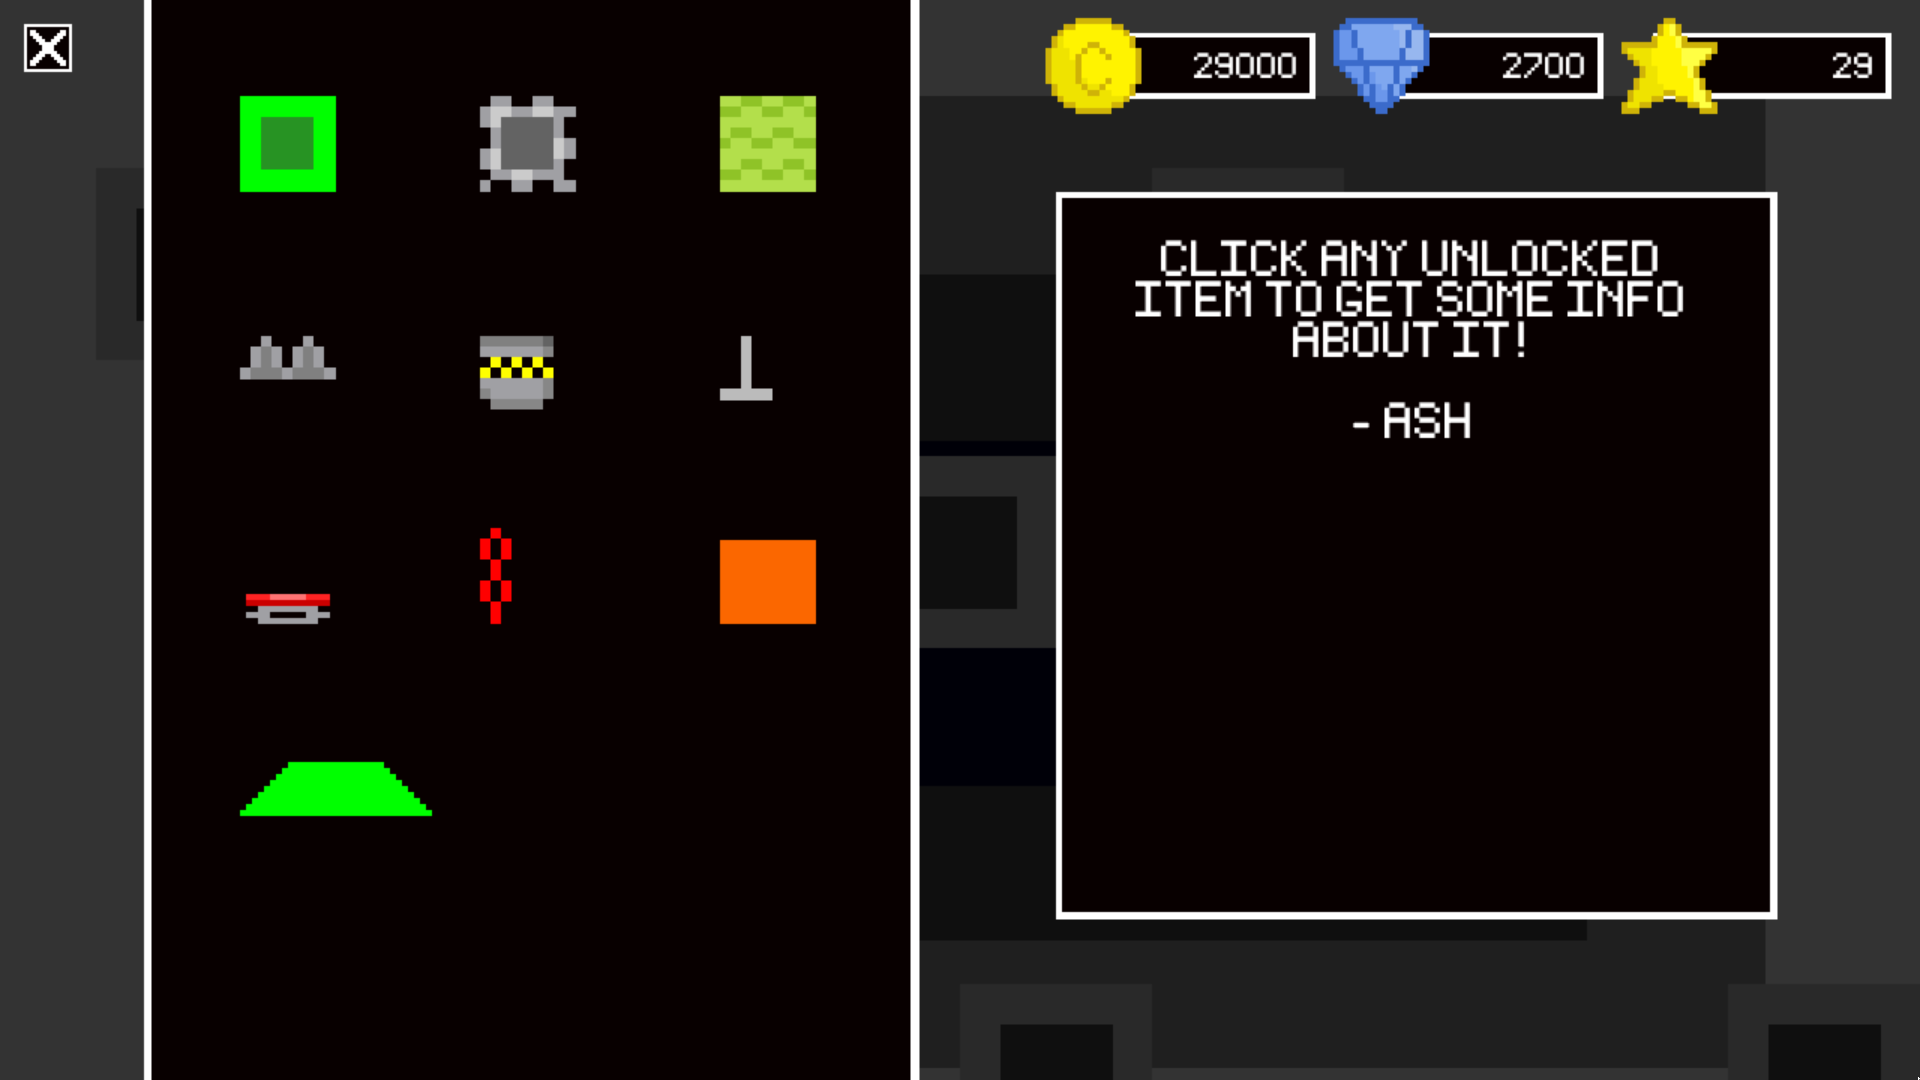 29000
2700
29
CLICK ANY UNLOCKED
ITEM TO GET SOME INFO
ABOUT IT!
- ASH